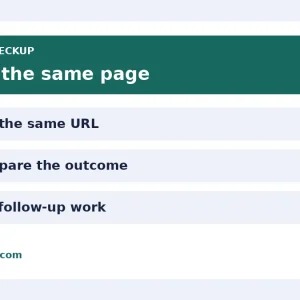 ECKUP
the same page
the same URL
pare the outcome
follow-up work
com